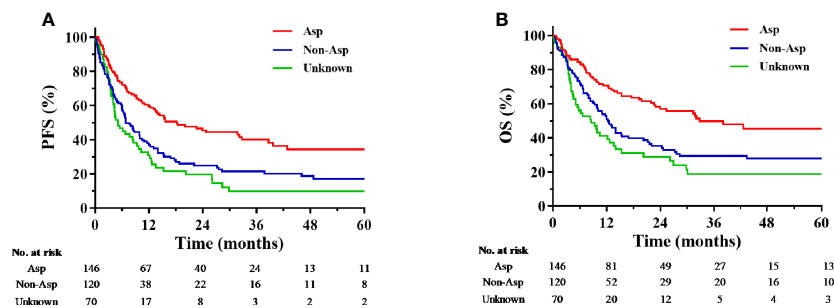 A
PFS (%)
100
80
60
40
20
0
Asp
Non-Asp
Unknown
0 12 24 36 48 60
Time (months)
No. at risk
Asp 146 67 40 24 13 11
Non-Asp 120 38 22 16 11 8
Unknown 70 17 8 3 2 2
B
OS (%)
100
80
60
40
20
0
Asp
Non-Asp
Unknown
0 12 24 36 48 60
Time (months)
No. at risk
Asp 146 81 49 27 15 13
Non-Asp 120 52 29 20 16 10
Unknown 70 20 12 5 4 3